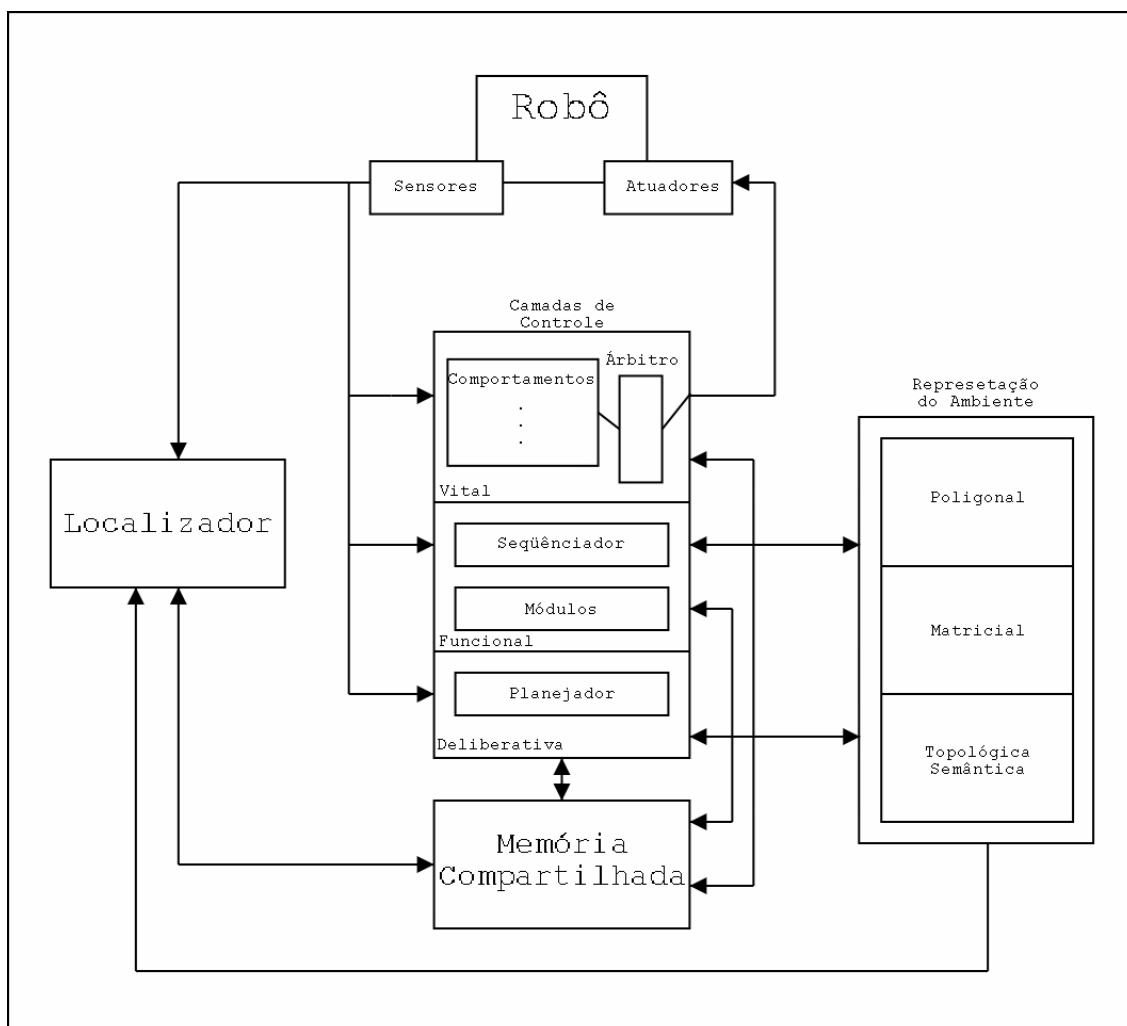 Robô
Sensores
Atuadores
Camadas de
Controle
Árbitro
Comportamentos
.
.
.
Vital
Represetação
do Ambiente
Poligonal
Localizador
Seqüênciador
Módulos
Funcional
Matricial
Planejador
Deliberativa
Topológica
Semântica
Memória
Compartilhada